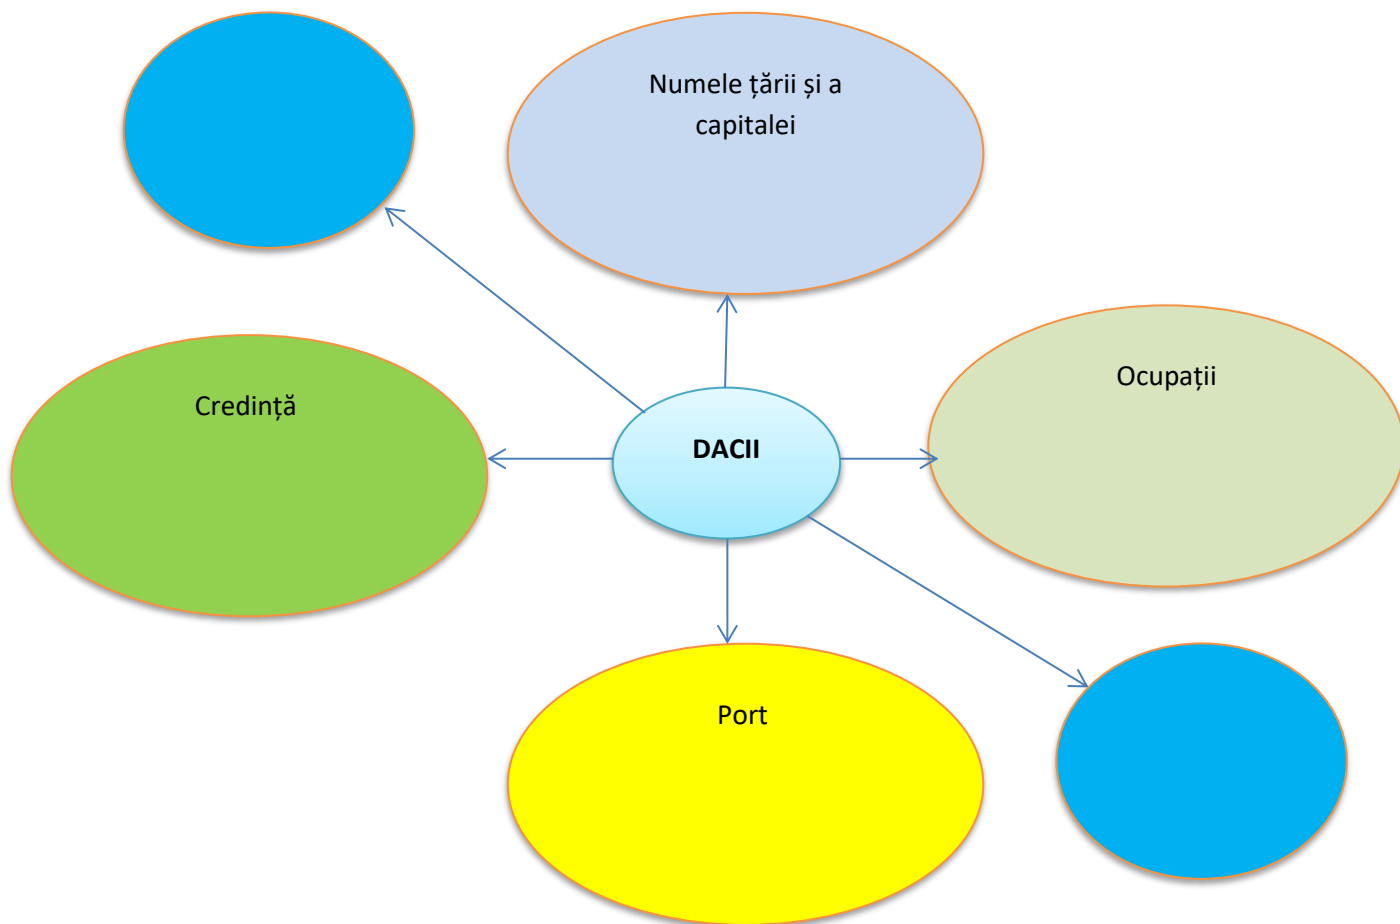 Numele țării și a
capitalei
Ocupații
Credință
DACII
Port